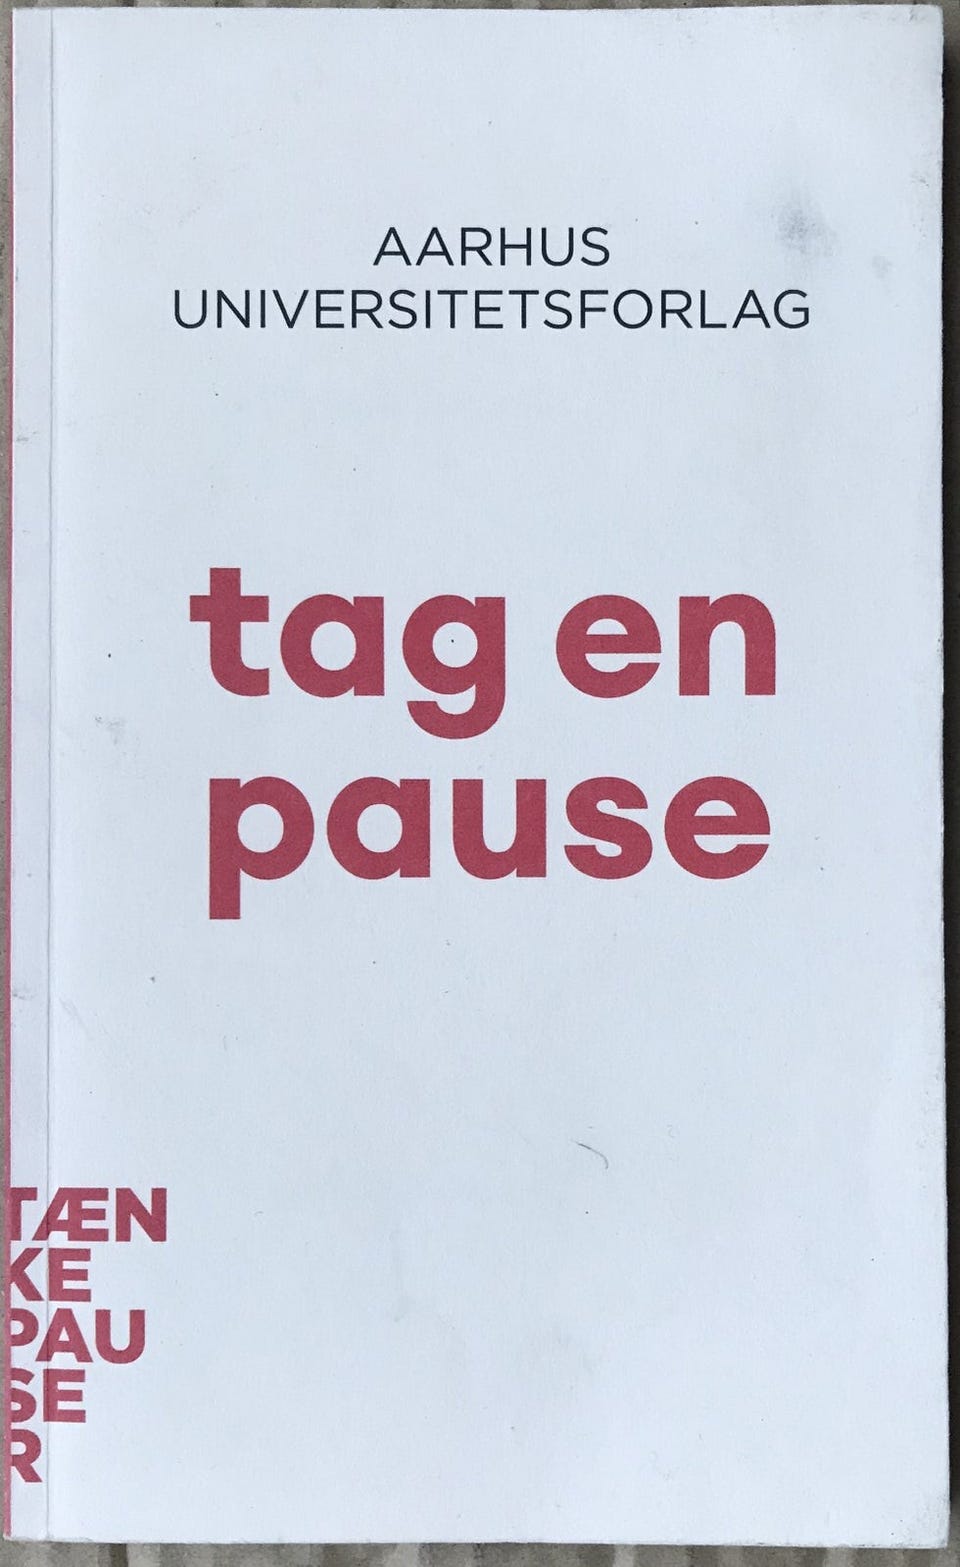 AARHUS
UNIVERSITETSFORLAG
tag en
pause
TÆN
KE
PAU
SE
R